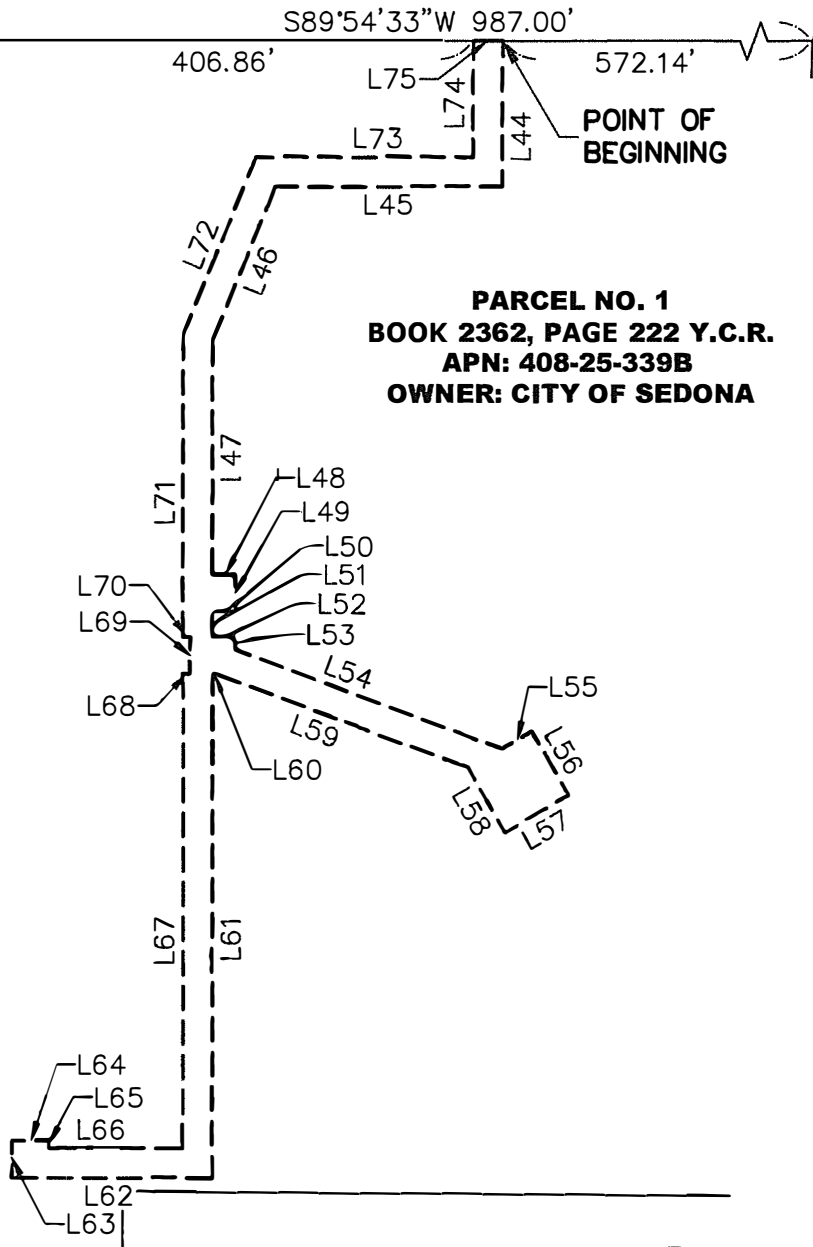 S89°54'33"W 987.00'
406.86'
572.14'
L75
L74
L44
POINT OF
BEGINNING
L73
L45
L72
L46
PARCEL NO. 1
BOOK 2362, PAGE 222 Y.C.R.
APN: 408-25-339B
OWNER: CITY OF SEDONA
L47
L71
L48
L49
L50
L51
L52
L53
L70
L69
L68
L54
L55
L59
L56
L60
L58
L57
L67
L61
L64
L65
L66
L62
L63